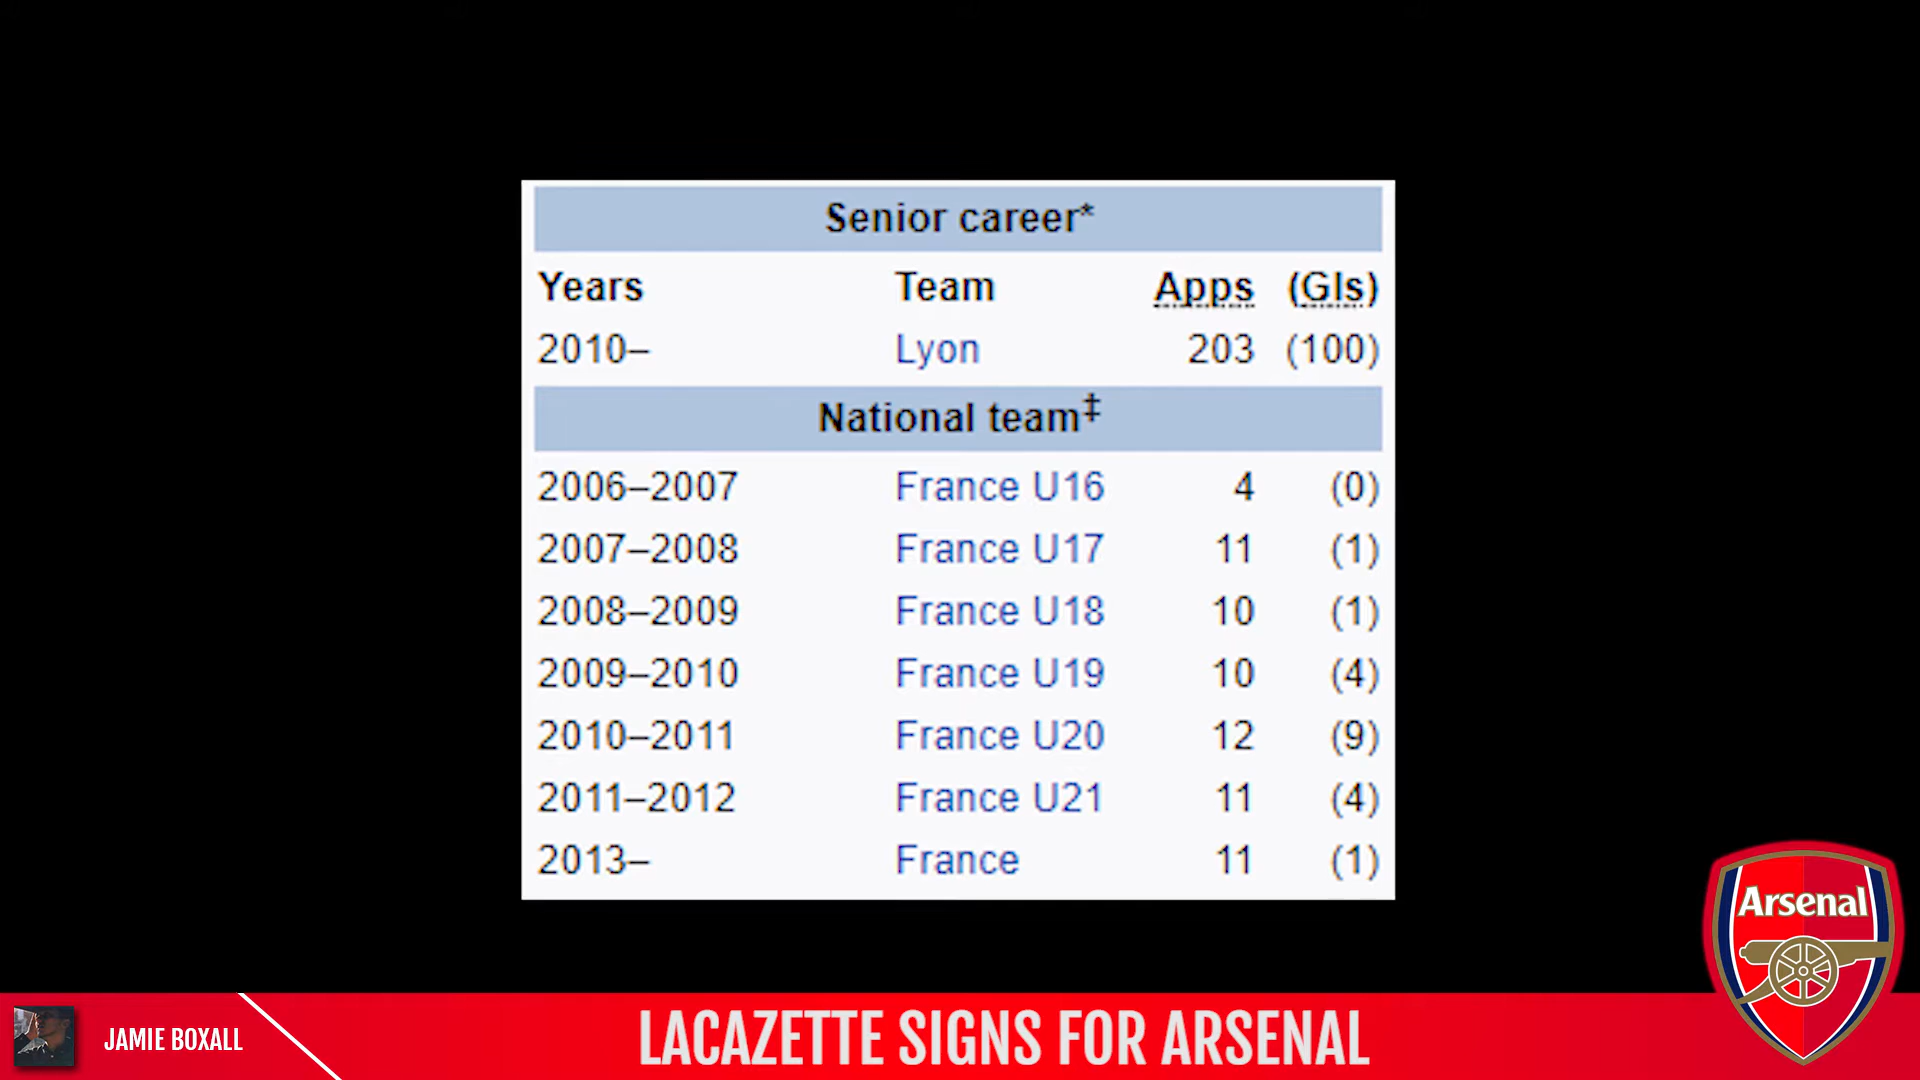 Senior career*
Years Team Apps (Gls)
2010– Lyon 203 (100)
National team‡
2006–2007 France U16 4 (0)
2007–2008 France U17 11 (1)
2008–2009 France U18 10 (1)
2009–2010 France U19 10 (4)
2010–2011 France U20 12 (9)
2011–2012 France U21 11 (4)
2013– France 11 (1)
Arsenal
JAMIE BOXALL
LACAZETTE SIGNS FOR ARSENAL